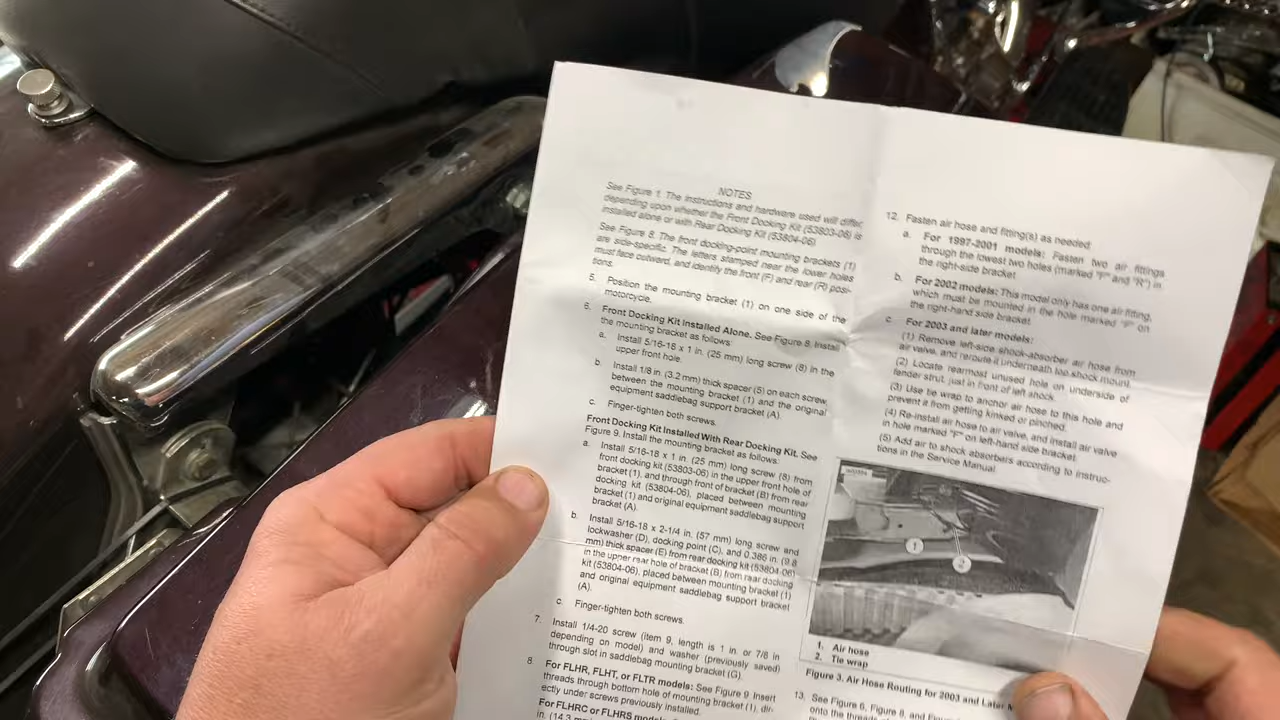 NOTES
See Figure 1. The instructions and hardware used will differ
depending upon whether the Front Docking Kit (53803-06) is
installed alone or with Rear Docking Kit (53804-06).
See Figure 8. The front docking-point mounting brackets (1)
are side-specific. The letters stamped near the lower holes
must face outward, and identify the front (F) and rear (R) posi-
tions.
5. Position the mounting bracket (1) on one side of the
motorcycle.
6. Front Docking Kit Installed Alone. See Figure 8. Install
the mounting bracket as follows:
a. Install 5/16-18 x 1 in. (25 mm) long screw (8) in the
upper front hole.
b. Install 1/8 in. (3.2 mm) thick spacer (5) on each screw
between the mounting bracket (1) and the original
equipment saddlebag support bracket (A).
c. Finger-tighten both screws.
Front Docking Kit Installed With Rear Docking Kit. See
Figure 9. Install the mounting bracket as follows:
a. Install 5/16-18 x 1 in. (25 mm) long screw (8) from
front docking kit (53803-06) in the upper front hole of
bracket (1), and through front of bracket (B) from rear
docking kit (53804-06), placed between mounting
bracket (1) and original equipment saddlebag support
bracket (A).
b. Install 5/16-18 x 2-1/4 in. (57 mm) long screw and
lockwasher (D), docking point (C), and 0.386 in. (9.8
mm) thick spacer (E) from rear docking kit (53804-06)
in the upper rear hole of bracket (B) from rear docking
kit (53804-06), placed between mounting bracket (1)
and original equipment saddlebag support bracket
(A).
c. Finger-tighten both screws.
7. Install 1/4-20 screw (item 9, length is 1 in. or 7/8 in
depending on model) and washer (previously saved)
through slot in saddlebag mounting bracket (G).
8 For FLHR, FLHT, or FLTR models: See Figure 9. Insert
threads through bottom hole of mounting bracket (1), dir-
ectly under screws previously installed.
For FLHRC or FLHRS models
in. (14.3
12. Fasten air hose and fitting(s) as needed:
a. For 1997-2001 models: Fasten two air fittings
through the lowest two holes (marked "F" and "R") in
the right-side bracket.
b. For 2002 models: This model only has one air fitting,
which must be mounted in the hole marked "F" on
the right-hand side bracket.
c. For 2003 and later models:
(1) Remove left-side shock-absorber air hose from
air valve, and reroute it underneath top shock mount.
(2) Locate rearmost unused hole on underside of
fender strut, just in front of left shock.
(3) Use tie wrap to anchor air hose to this hole and
prevent it from getting kinked or pinched.
(4) Re-install air hose to air valve, and install air valve
in hole marked "F" on left-hand side bracket.
(5) Add air to shock absorbers according to instruc-
tions in the Service Manual.
1
2
1. Air hose
2. Tie wrap
Figure 3. Air Hose Routing for 2003 and Later M
13. See Figure 6, Figure 8, and
onto the threads